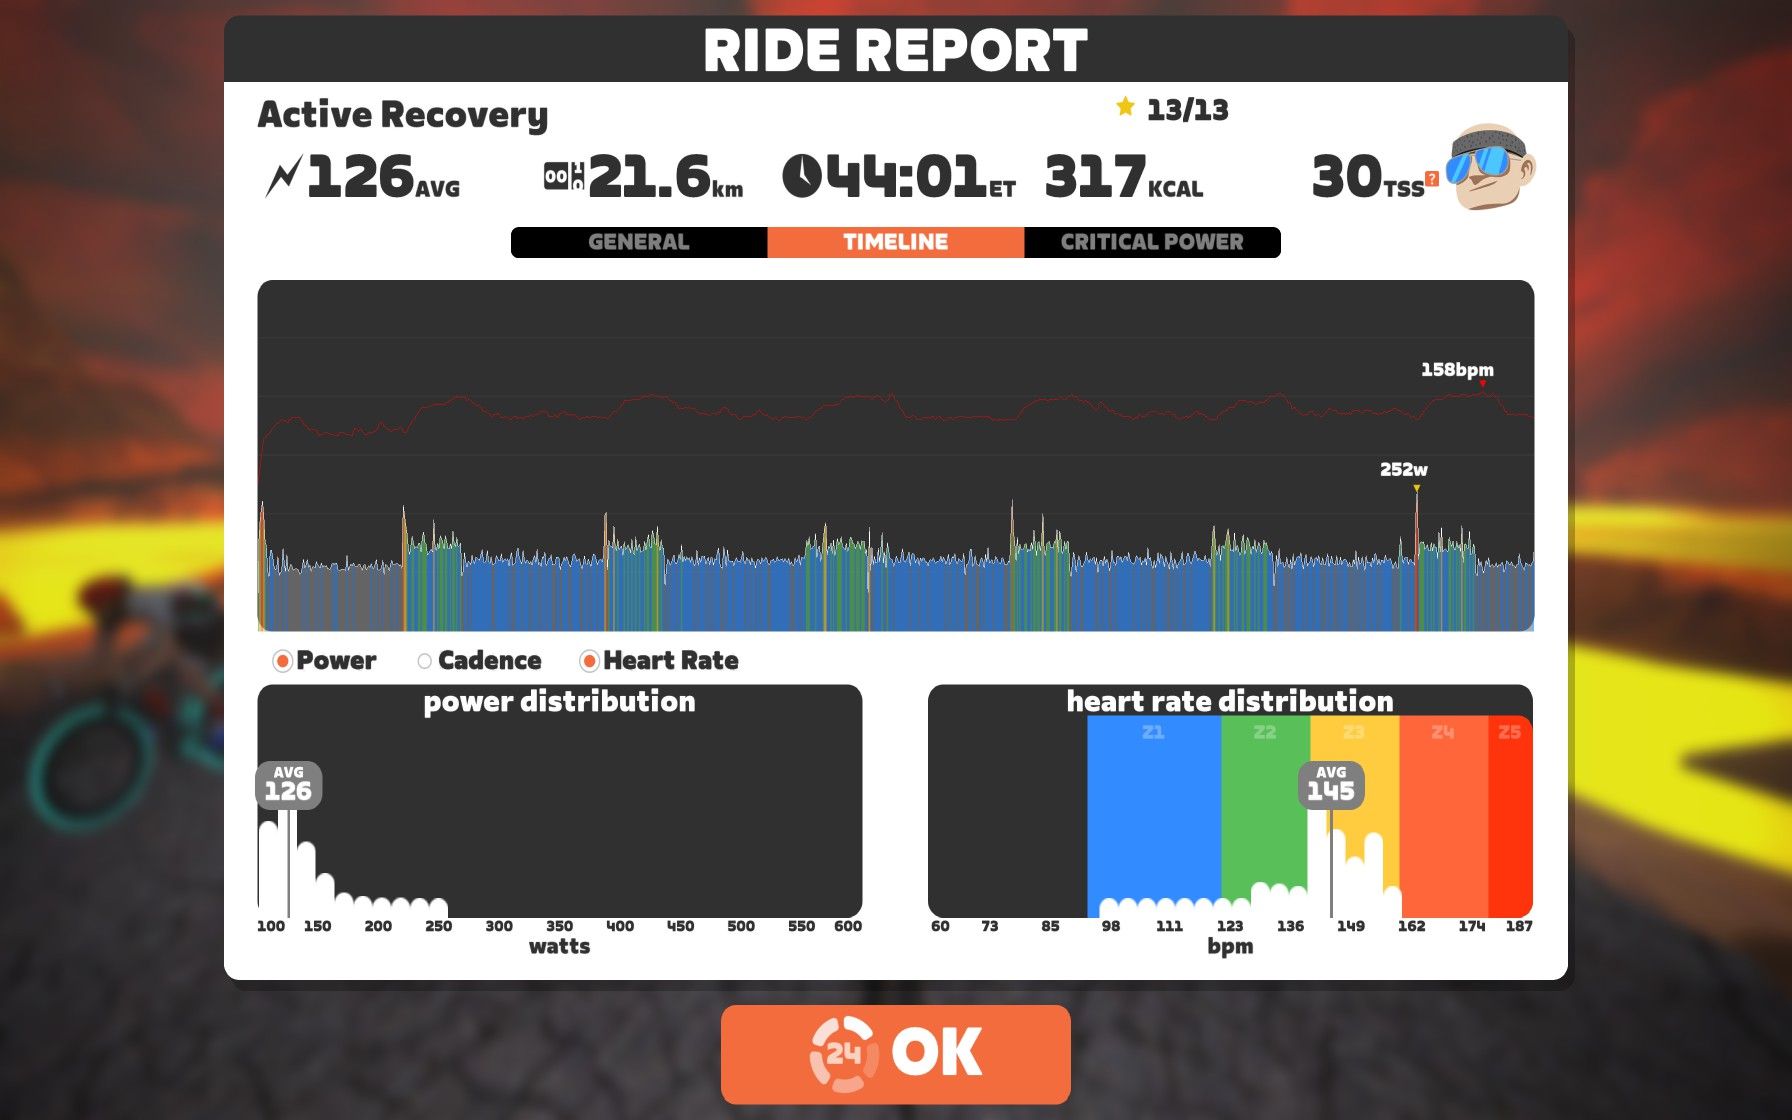 RIDE REPORT
Active Recovery
13/13
126AVG
21.6km
44:01ET
317KCAL
30TSS?
GENERAL
TIMELINE
CRITICAL POWER
158bpm
252w
Power
Cadence
Heart Rate
power distribution
AVG
126
100 150 200 250 300 350 400 450 500 550 600
watts
heart rate distribution
Z1 Z2 Z3 Z4 Z5
AVG
145
60 73 85 98 111 123 136 149 162 174 187
bpm
24 OK